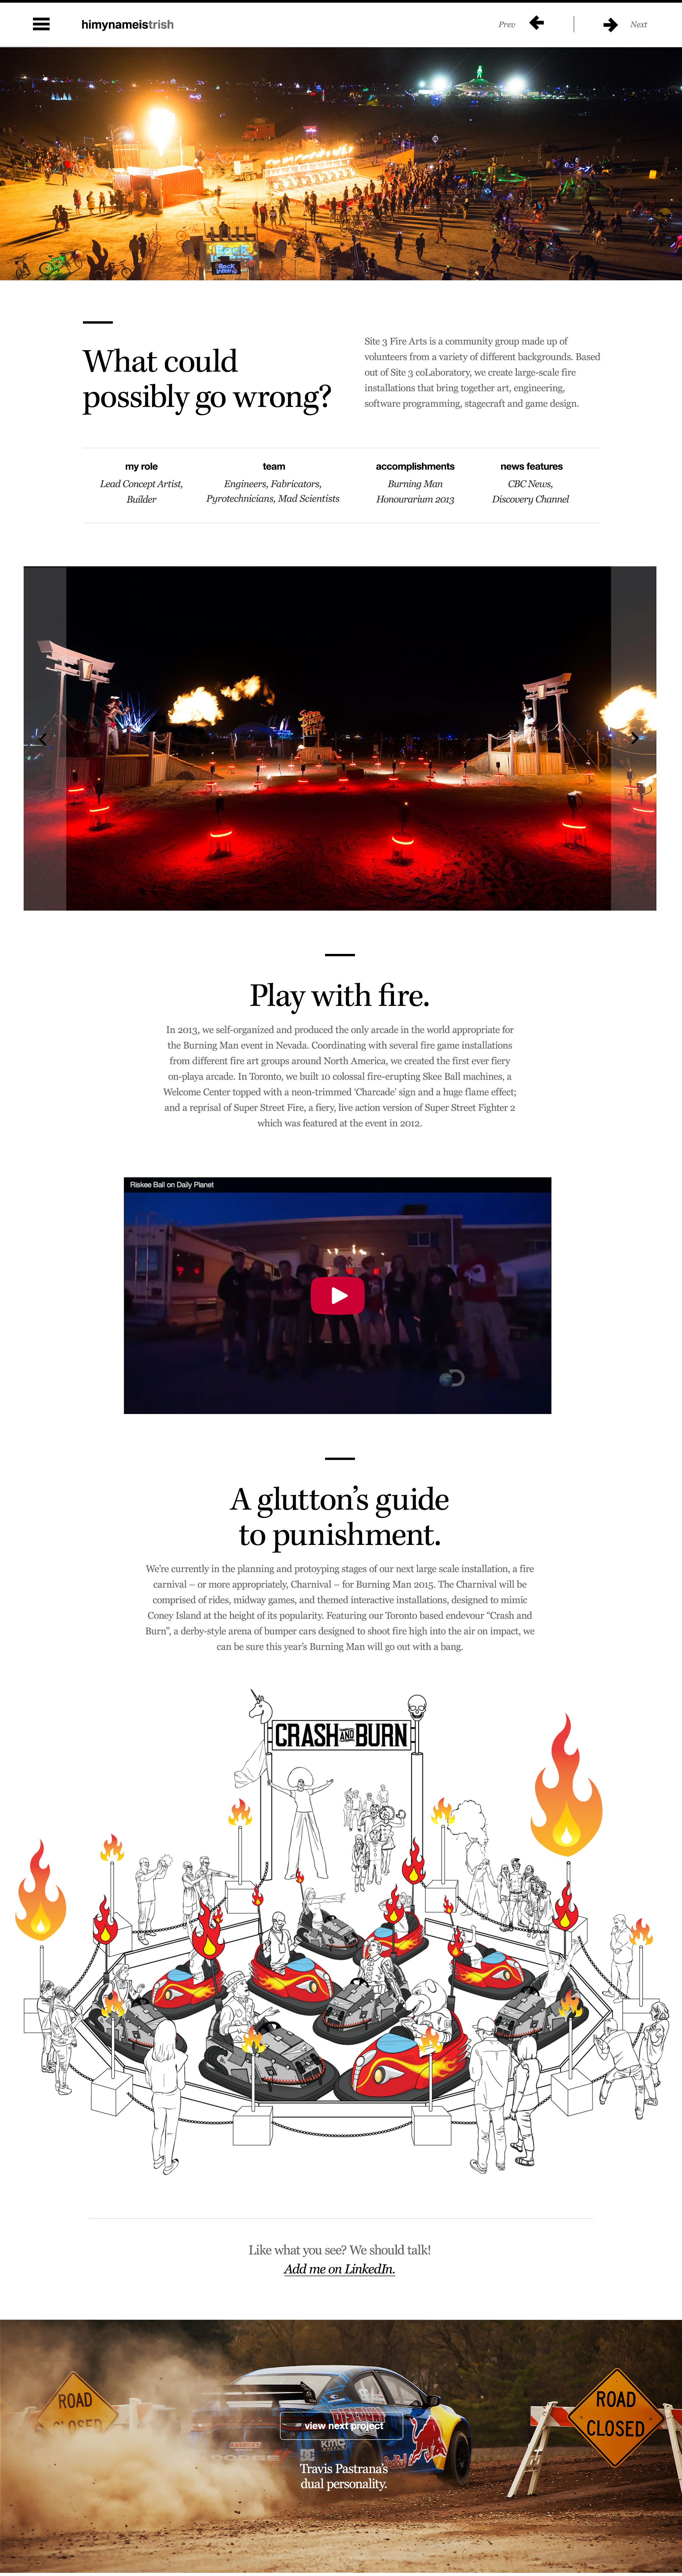 himynameistrish
Prev
Next
Rock
What could
possibly go wrong?
Site 3 Fire Arts is a community group made up of
volunteers from a variety of different backgrounds. Based
out of Site 3 coLaboratory, we create large-scale fire
installations that bring together art, engineering,
software programming, stagecraft and game design.
my role
Lead Concept Artist,
Builder
team
Engineers, Fabricators,
Pyrotechnicians, Mad Scientists
accomplishments
Burning Man
Honourarium 2013
news features
CBC News,
Discovery Channel
Play with fire.
In 2013, we self-organized and produced the only arcade in the world appropriate for
the Burning Man event in Nevada. Coordinating with several fire game installations
from different fire art groups around North America, we created the first ever fiery
on-playa arcade. In Toronto, we built 10 colossal fire-erupting Skee Ball machines, a
Welcome Center topped with a neon-trimmed ‘Charcade’ sign and a huge flame effect;
and a reprisal of Super Street Fire, a fiery, live action version of Super Street Fighter 2
which was featured at the event in 2012.
Riskee Ball on Daily Planet
A glutton’s guide
to punishment.
We’re currently in the planning and protoyping stages of our next large scale installation, a fire
carnival – or more appropriately, Charnival – for Burning Man 2015. The Charnival will be
comprised of rides, midway games, and themed interactive installations, designed to mimic
Coney Island at the height of its popularity. Featuring our Toronto based endevour “Crash and
Burn”, a derby-style arena of bumper cars designed to shoot fire high into the air on impact, we
can be sure this year’s Burning Man will go out with a bang.
CRASH AND BURN
Like what you see? We should talk!
Add me on LinkedIn.
ROAD
CLOSED
ROAD
CLOSED
view next project
DODGE
KMC
Red Bull
Travis Pastrana’s
dual personality.